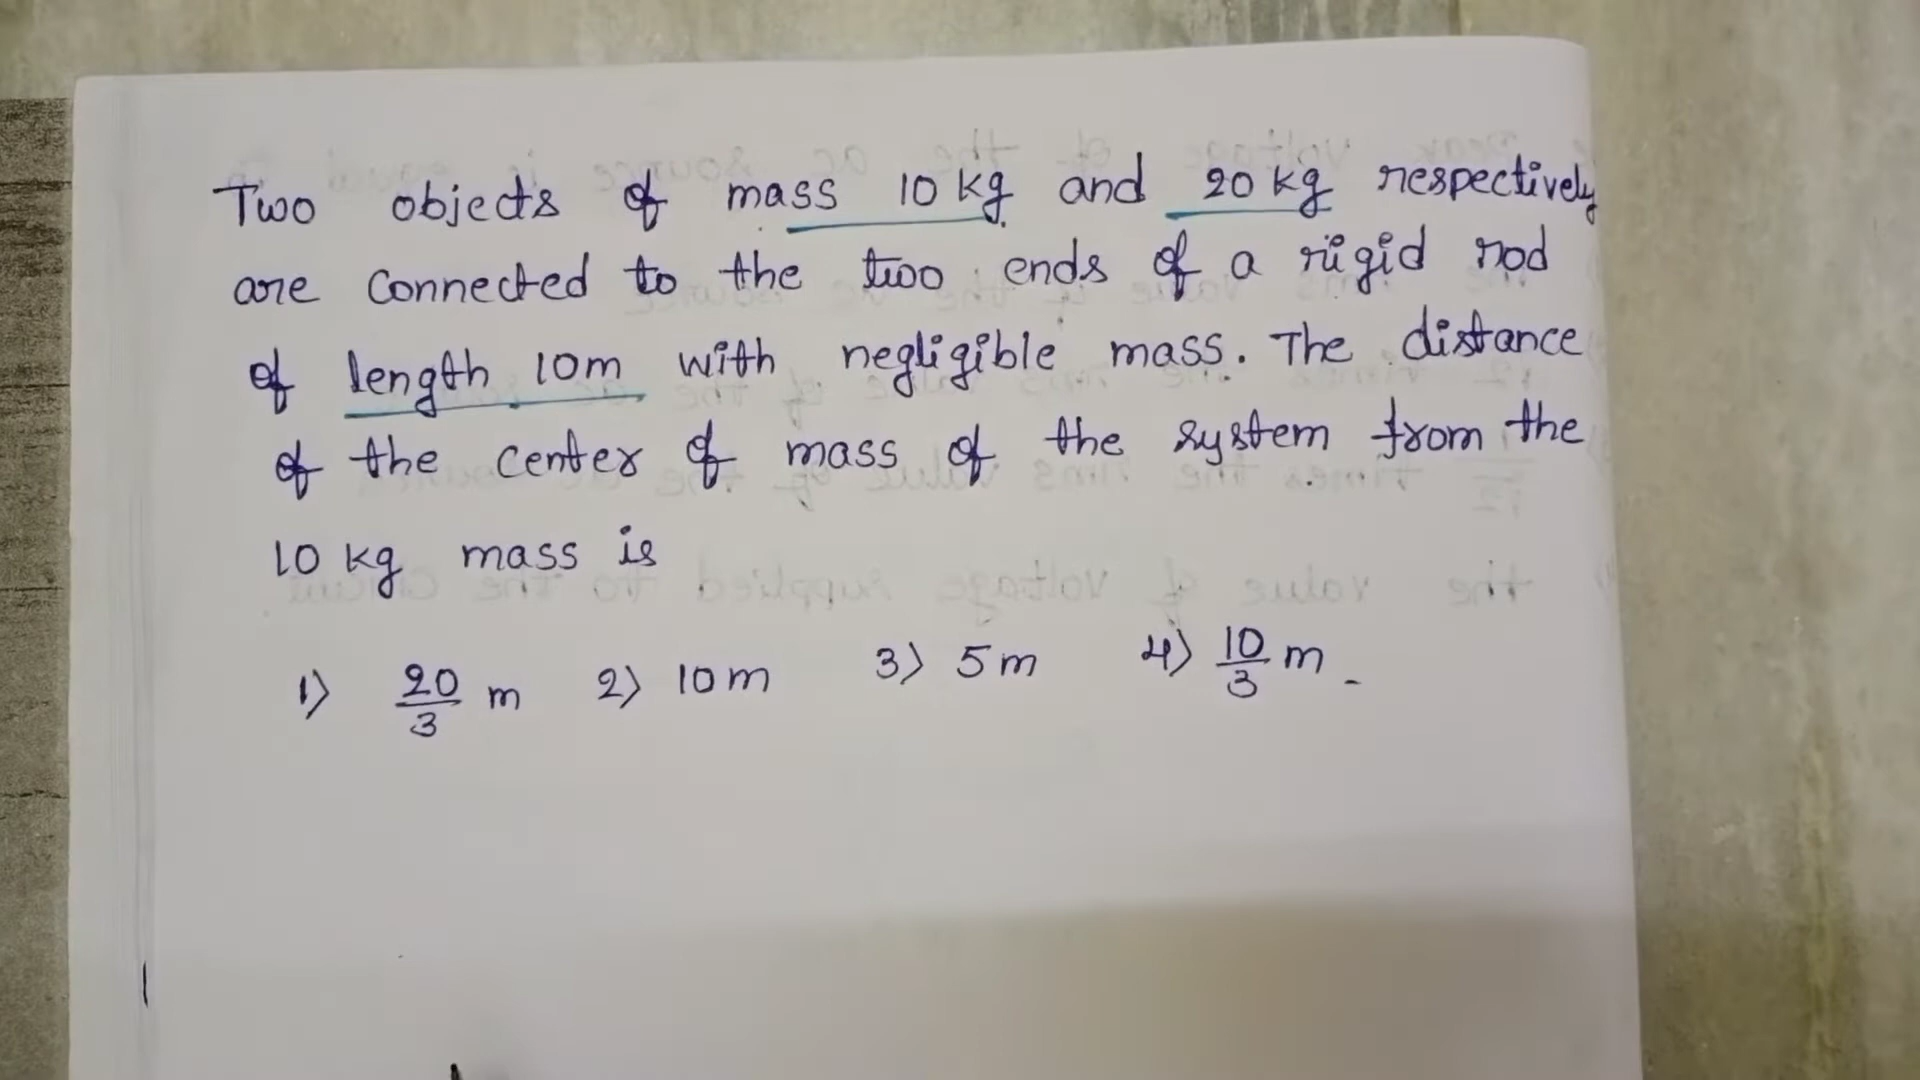 Two objects of mass 10 kg and 20 kg respectively
are connected to the two ends of a rigid rod
of length 10m with negligible mass. The distance
of the center of mass of the system from the
10 kg mass is
1) 20/3 m 2) 10 m 3) 5 m 4) 10/3 m.